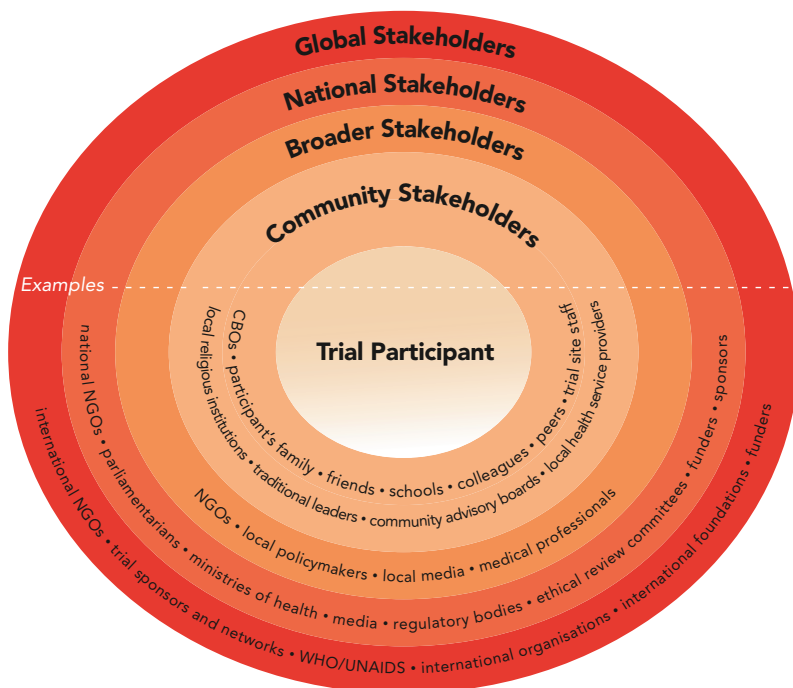 Global Stakeholders
National Stakeholders
Broader Stakeholders
Community Stakeholders
Examples
Trial Participant
CBOs • participant's family • friends • schools • colleagues • peers • trial site staff
local religious institutions • traditional leaders • community advisory boards • local health service providers
NGOs • local policymakers • local media • medical professionals
national NGOs • parliamentarians • ministries of health • media • regulatory bodies • ethical review committees • funders • sponsors
international NGOs • trial sponsors and networks • WHO/UNAIDS • international organisations • international foundations • funders